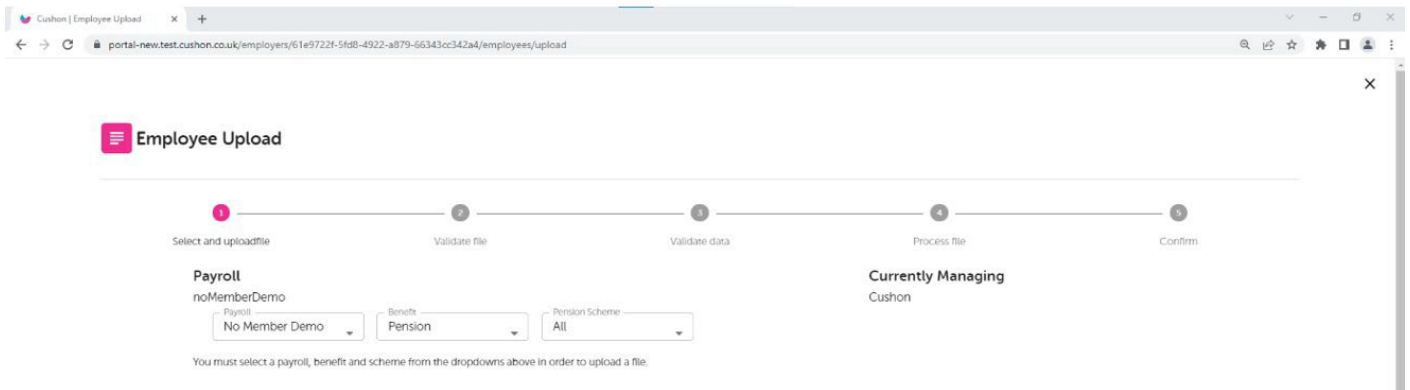 Cushon | Employee Upload
portal-new.test.cushon.co.uk/employers/61e9722f-5fd8-4922-a879-66343cc342a4/employees/upload
Employee Upload
1 2 3 4 5
Select and uploadfile Validate file Validate data Process file Confirm
Payroll Currently Managing
noMemberDemo Cushon
Payroll Benefit Pension Scheme
No Member Demo Pension All
You must select a payroll, benefit and scheme from the dropdowns above in order to upload a file.